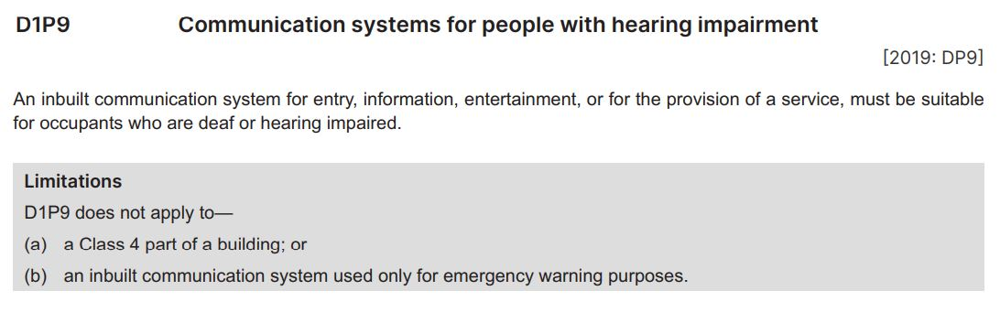 D1P9 Communication systems for people with hearing impairment
[2019: DP9]
An inbuilt communication system for entry, information, entertainment, or for the provision of a service, must be suitable
for occupants who are deaf or hearing impaired.
Limitations
D1P9 does not apply to—
(a) a Class 4 part of a building; or
(b) an inbuilt communication system used only for emergency warning purposes.